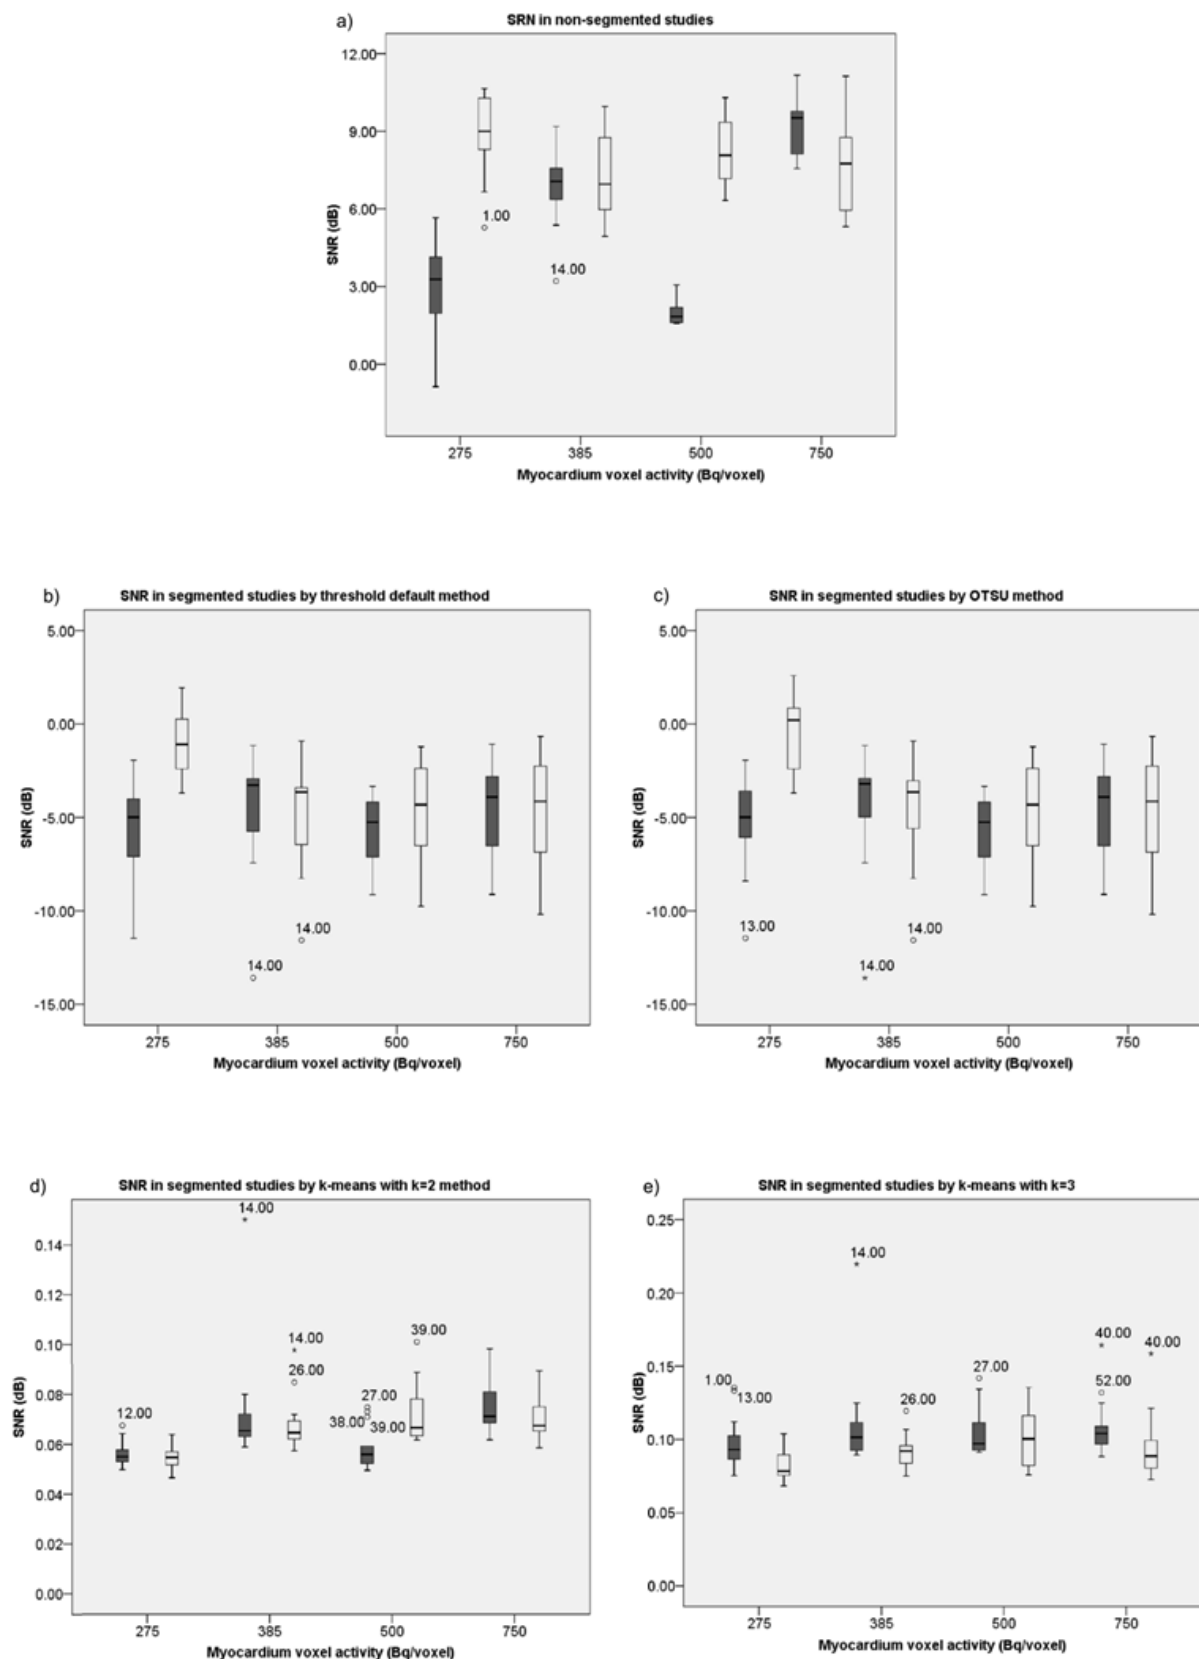 a)
SRN in non-segmented studies
12.00
9.00
6.00
3.00
0.00
SNR (dB)
1.00
14.00
275 385 500 750
Myocardium voxel activity (Bq/voxel)
b)
SNR in segmented studies by threshold default method
5.00
0.00
-5.00
-10.00
-15.00
SNR (dB)
14.00
14.00
275 385 500 750
Myocardium voxel activity (Bq/voxel)
c)
SNR in segmented studies by OTSU method
5.00
0.00
-5.00
-10.00
-15.00
SNR (dB)
13.00
14.00
14.00
275 385 500 750
Myocardium voxel activity (Bq/voxel)
d)
SNR in segmented studies by k-means with k=2 method
0.14
0.12
0.10
0.08
0.06
0.04
0.02
0.00
SNR (dB)
14.00
14.00
39.00
26.00
12.00
27.00
38.00
39.00
275 385 500 750
Myocardium voxel activity (Bq/voxel)
e)
SNR in segmented studies by k-means with k=3
0.25
0.20
0.15
0.10
0.05
0.00
SNR (dB)
14.00
40.00
40.00
27.00
1.00
13.00
26.00
52.00
275 385 500 750
Myocardium voxel activity (Bq/voxel)